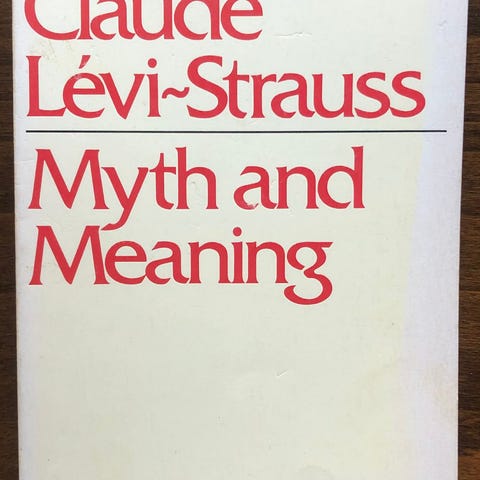 Claude
Lévi~Strauss
Myth and
Meaning